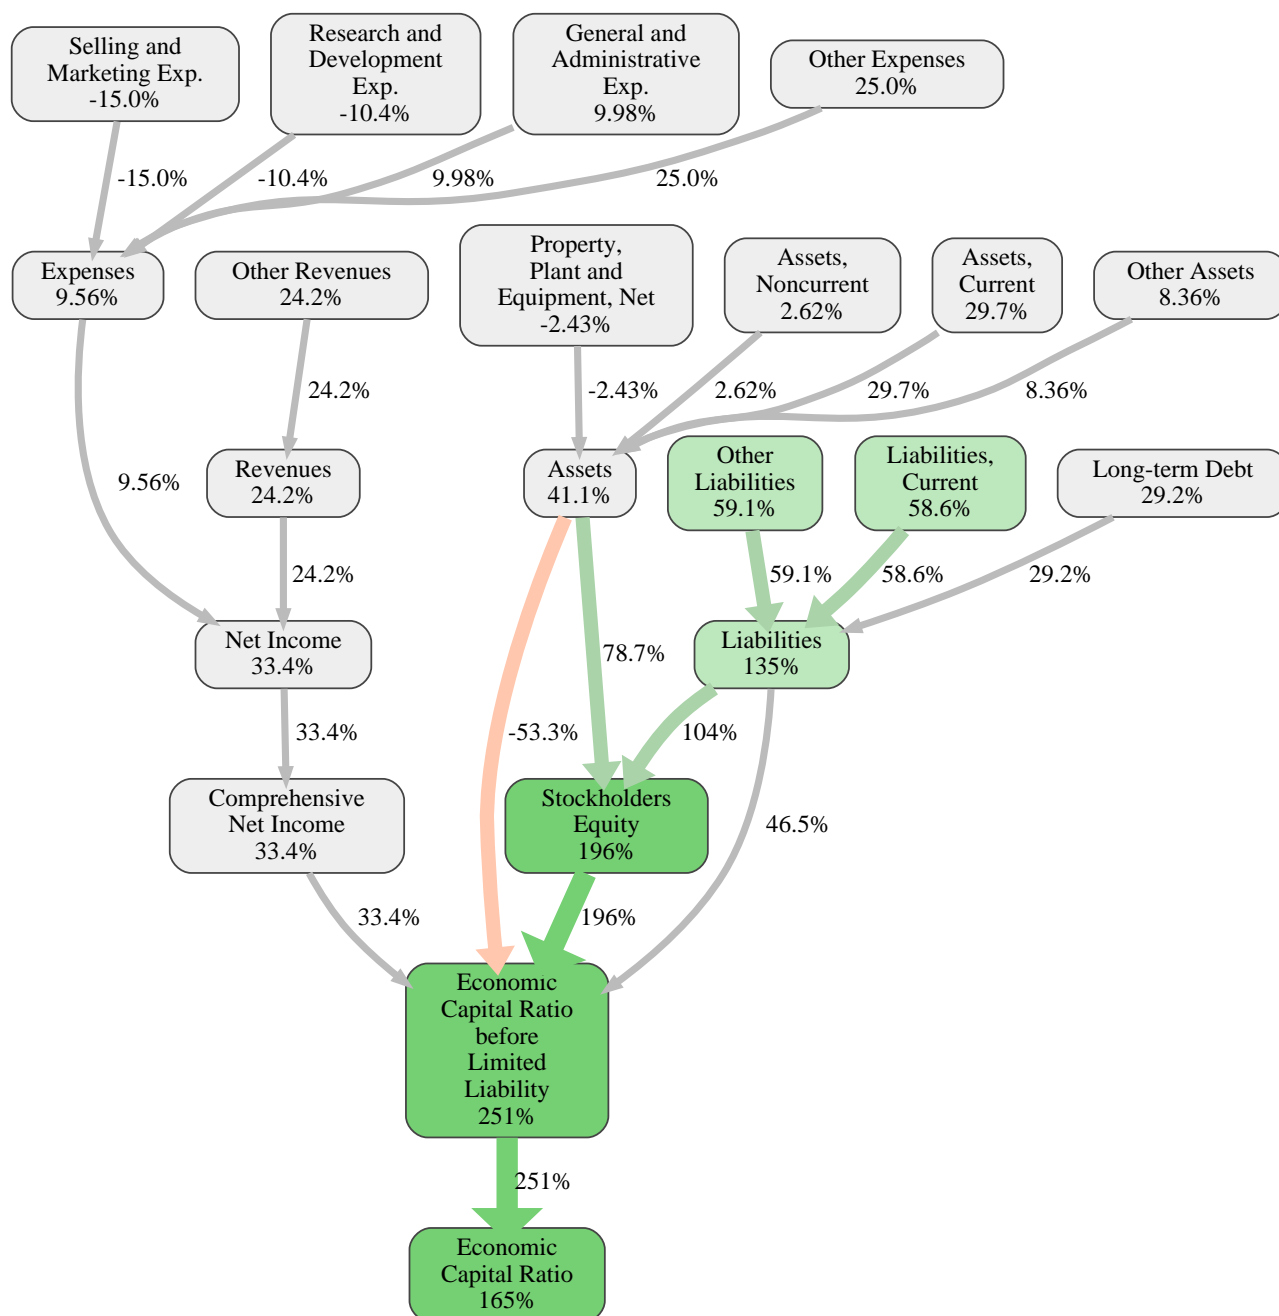 Selling and
Marketing Exp.
-15.0%
Research and
Development
Exp.
-10.4%
General and
Administrative
Exp.
9.98%
Other Expenses
25.0%
-15.0%
-10.4%
9.98%
25.0%
Expenses
9.56%
Other Revenues
24.2%
Property,
Plant and
Equipment, Net
-2.43%
Assets,
Noncurrent
2.62%
Assets,
Current
29.7%
Other Assets
8.36%
24.2%
-2.43%
2.62%
29.7%
8.36%
9.56%
Revenues
24.2%
Assets
41.1%
Other
Liabilities
59.1%
Liabilities,
Current
58.6%
Long-term Debt
29.2%
24.2%
59.1%
58.6%
29.2%
Net Income
33.4%
78.7%
Liabilities
135%
33.4%
-53.3%
104%
Comprehensive
Net Income
33.4%
Stockholders
Equity
196%
46.5%
33.4%
196%
Economic
Capital Ratio
before
Limited
Liability
251%
251%
Economic
Capital Ratio
165%